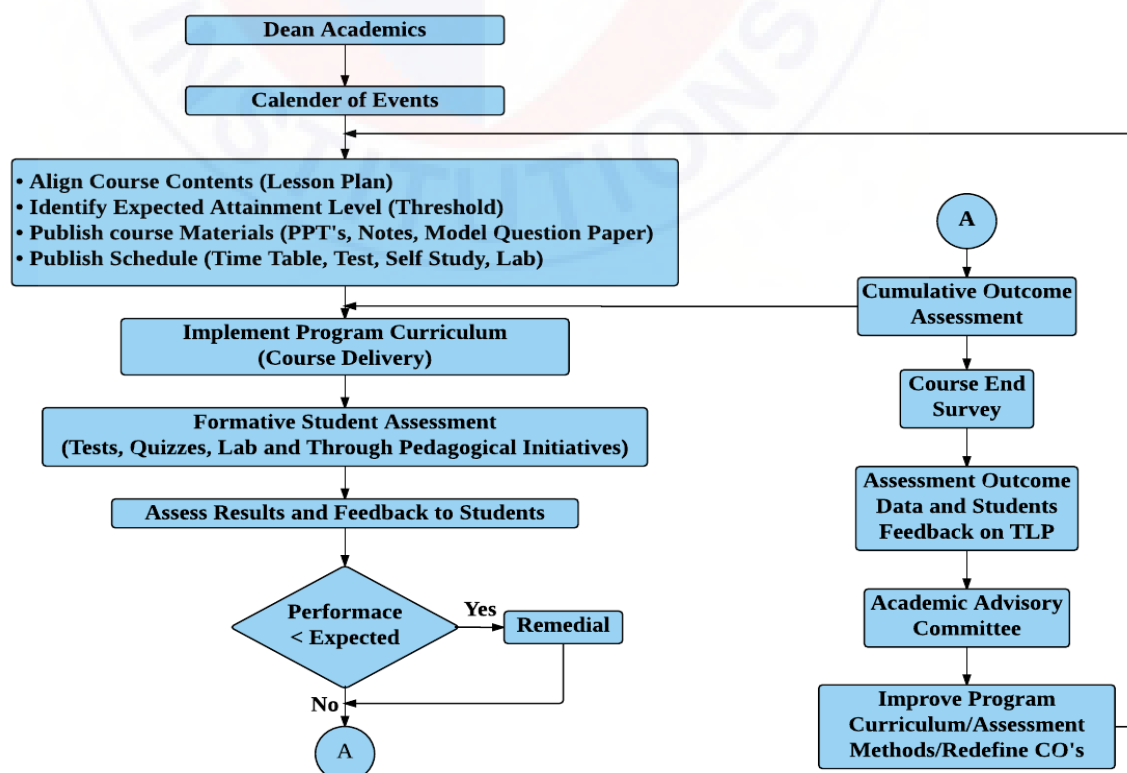 Dean Academics
Calender of Events
• Align Course Contents (Lesson Plan)
• Identify Expected Attainment Level (Threshold)
• Publish course Materials (PPT's, Notes, Model Question Paper)
• Publish Schedule (Time Table, Test, Self Study, Lab)
Implement Program Curriculum
(Course Delivery)
Formative Student Assessment
(Tests, Quizzes, Lab and Through Pedagogical Initiatives)
Assess Results and Feedback to Students
Performace
< Expected
Yes
Remedial
No
A
A
Cumulative Outcome
Assessment
Course End
Survey
Assessment Outcome
Data and Students
Feedback on TLP
Academic Advisory
Committee
Improve Program
Curriculum/Assessment
Methods/Redefine CO's
INSTITUTIONS